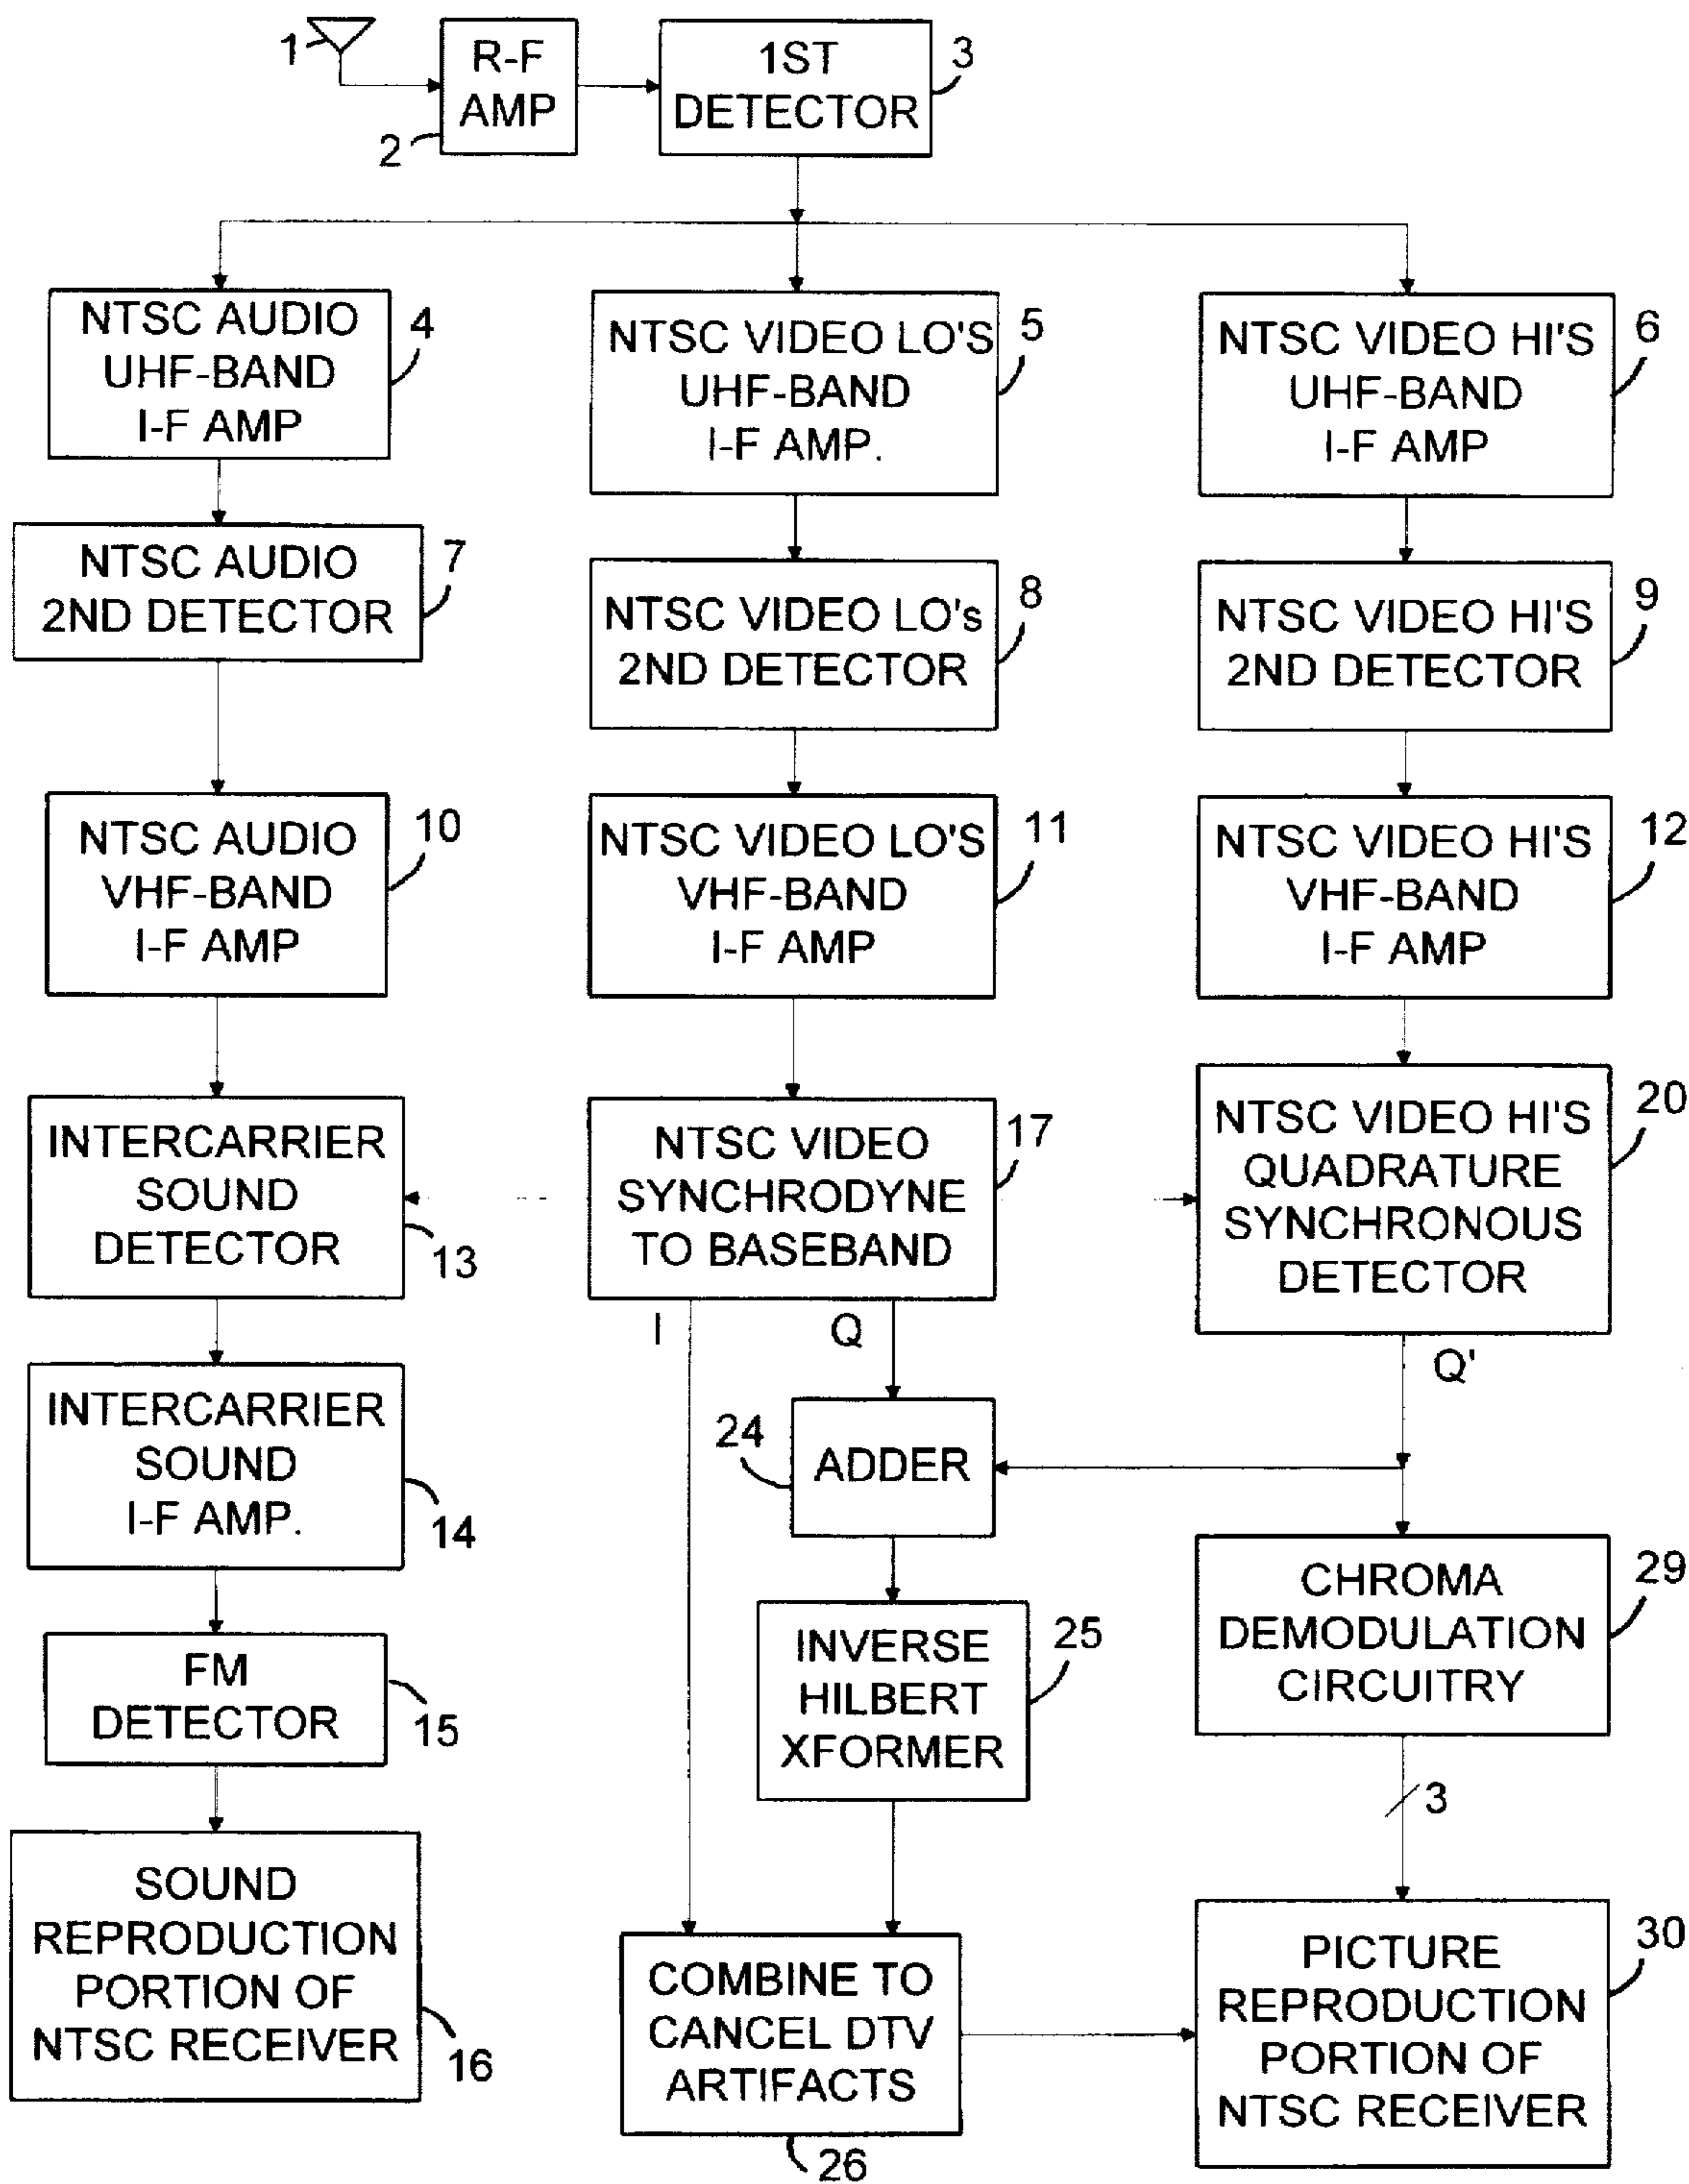 1
R-F
AMP
2
1ST
DETECTOR
3
NTSC AUDIO
UHF-BAND
I-F AMP
4
NTSC VIDEO LO'S
UHF-BAND
I-F AMP.
5
NTSC VIDEO HI'S
UHF-BAND
I-F AMP
6
NTSC AUDIO
2ND DETECTOR
7
NTSC VIDEO LO's
2ND DETECTOR
8
NTSC VIDEO HI'S
2ND DETECTOR
9
NTSC AUDIO
VHF-BAND
I-F AMP
10
NTSC VIDEO LO'S
VHF-BAND
I-F AMP
11
NTSC VIDEO HI'S
VHF-BAND
I-F AMP
12
INTERCARRIER
SOUND
DETECTOR
13
NTSC VIDEO
SYNCHRODYNE
TO BASEBAND
17
NTSC VIDEO HI'S
QUADRATURE
SYNCHRONOUS
DETECTOR
20
I
Q
Q'
INTERCARRIER
SOUND
I-F AMP.
14
24
ADDER
FM
DETECTOR
15
INVERSE
HILBERT
XFORMER
25
CHROMA
DEMODULATION
CIRCUITRY
29
3
SOUND
REPRODUCTION
PORTION OF
NTSC RECEIVER
16
COMBINE TO
CANCEL DTV
ARTIFACTS
26
PICTURE
REPRODUCTION
PORTION OF
NTSC RECEIVER
30